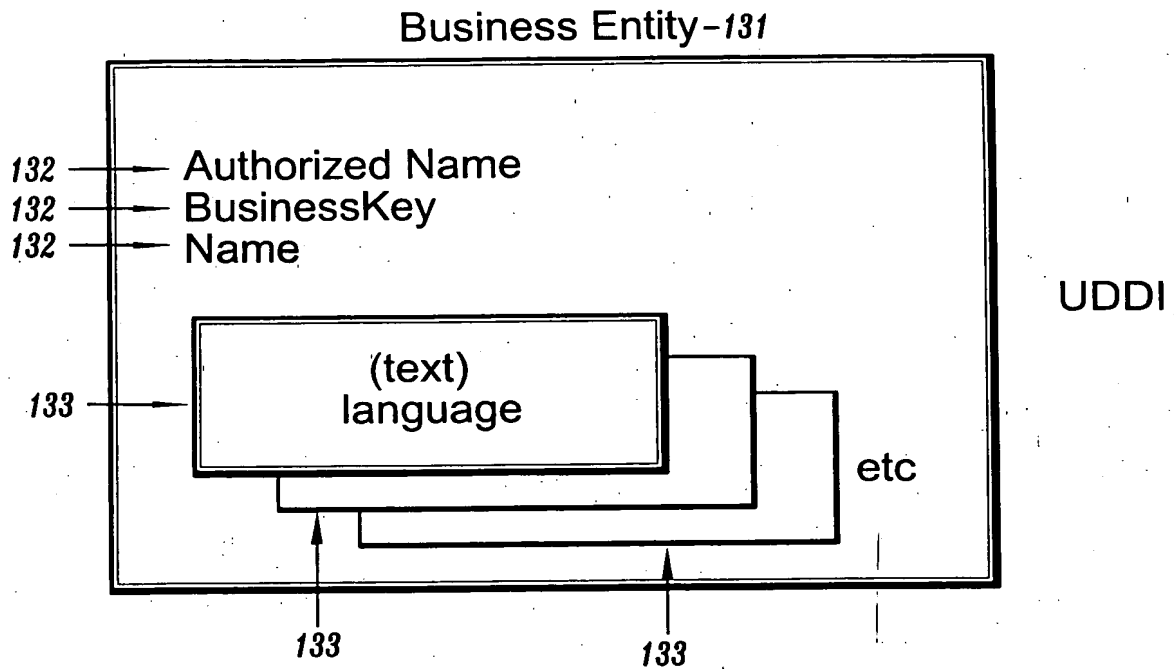 Business Entity-131
132 Authorized Name
132 BusinessKey
132 Name
UDDI
(text)
133 language
etc
133 133